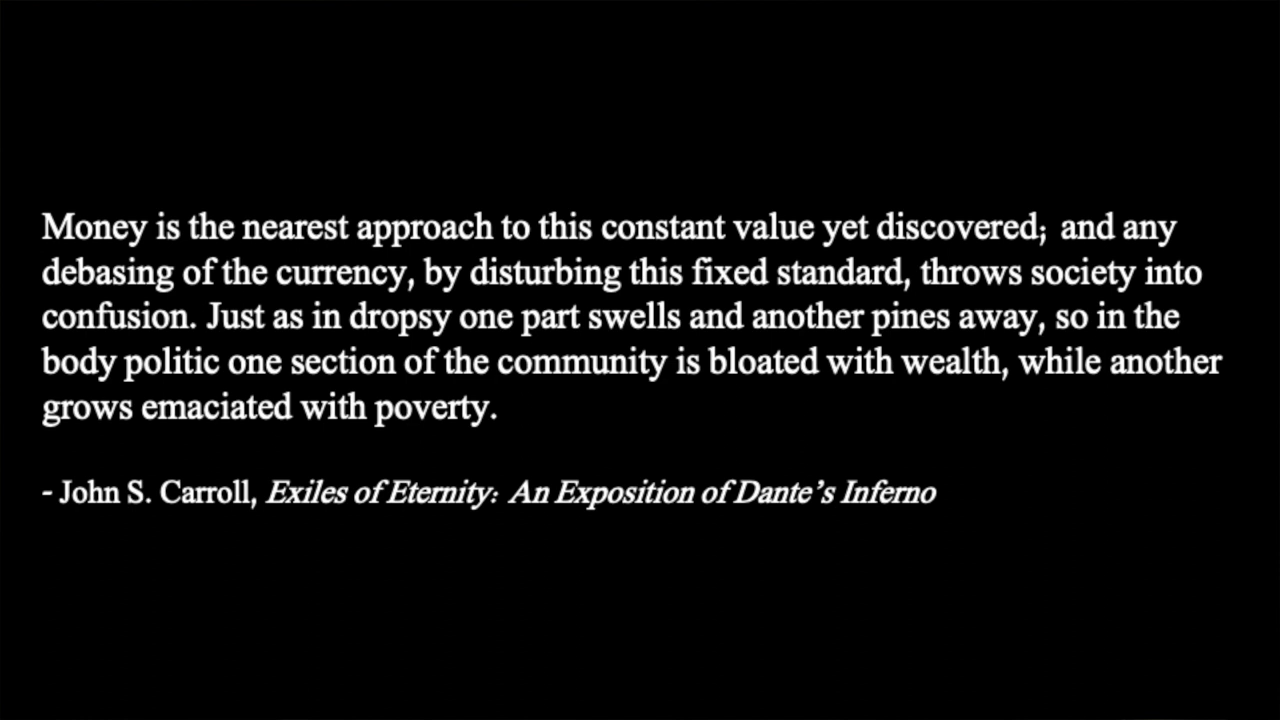 Money is the nearest approach to this constant value yet discovered; and any
debasing of the currency, by disturbing this fixed standard, throws society into
confusion. Just as in dropsy one part swells and another pines away, so in the
body politic one section of the community is bloated with wealth, while another
grows emaciated with poverty.
- John S. Carroll, Exiles of Eternity: An Exposition of Dante's Inferno